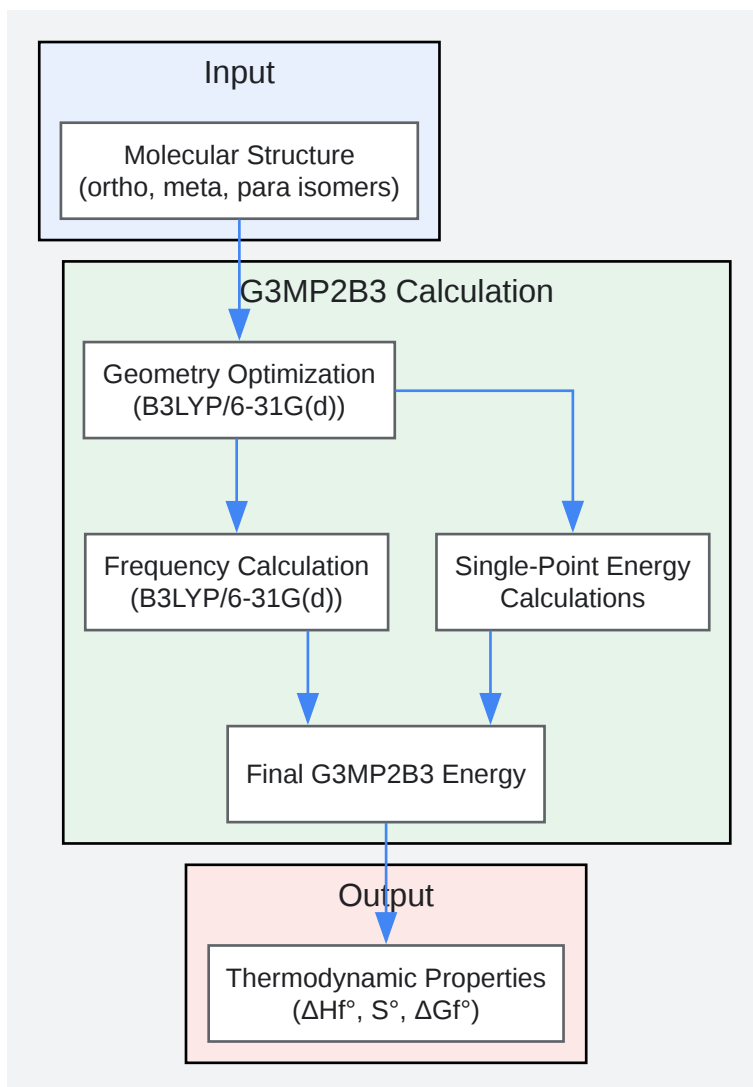 Input
Molecular Structure
(ortho, meta, para isomers)
G3MP2B3 Calculation
Geometry Optimization
(B3LYP/6-31G(d))
Frequency Calculation
(B3LYP/6-31G(d))
Single-Point Energy
Calculations
Final G3MP2B3 Energy
Output
Thermodynamic Properties
(ΔHf°, S°, ΔGf°)